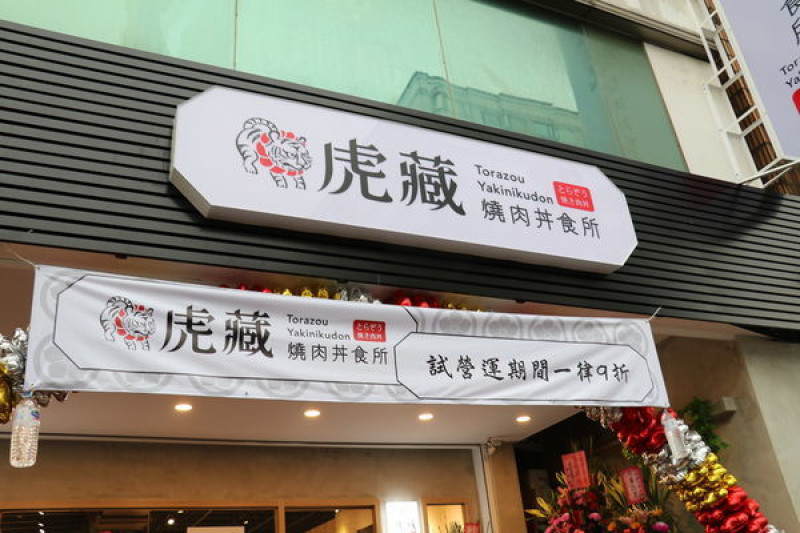 虎藏
Torazou
Yakinikudon
とらぞう
焼き肉丼
燒肉丼食所
虎藏
Torazou
Yakinikudon
とらぞう
焼き肉丼
燒肉丼食所
試營運期間一律9折